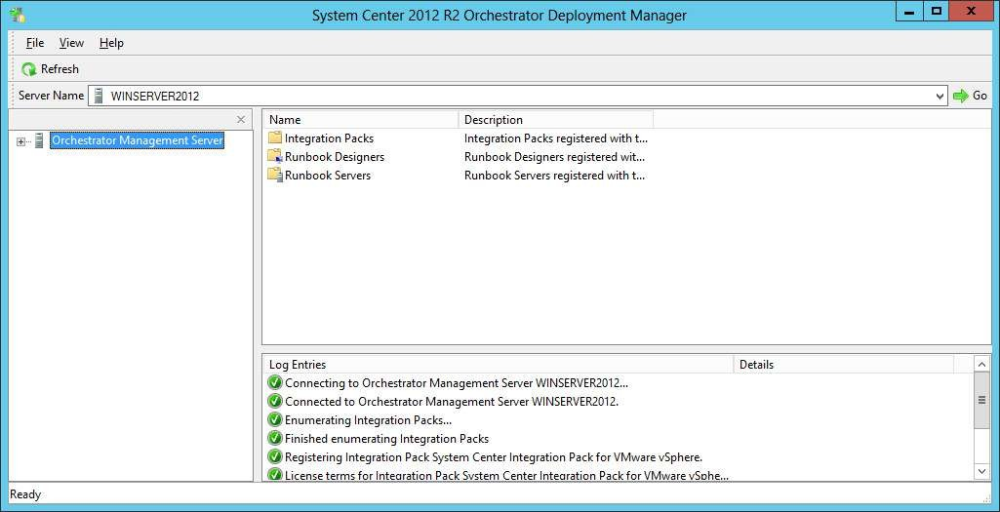 System Center 2012 R2 Orchestrator Deployment Manager
File View Help
Refresh
Server Name WINSERVER2012 Go
Orchestrator Management Server
Name Description
Integration Packs Integration Packs registered with t...
Runbook Designers Runbook Designers registered wit...
Runbook Servers Runbook Servers registered with t...
Log Entries Details
Connecting to Orchestrator Management Server WINSERVER2012...
Connected to Orchestrator Management Server WINSERVER2012.
Enumerating Integration Packs...
Finished enumerating Integration Packs
Registering Integration Pack System Center Integration Pack for VMware vSphere.
License terms for Integration Pack System Center Integration Pack for VMware vSphe...
Ready